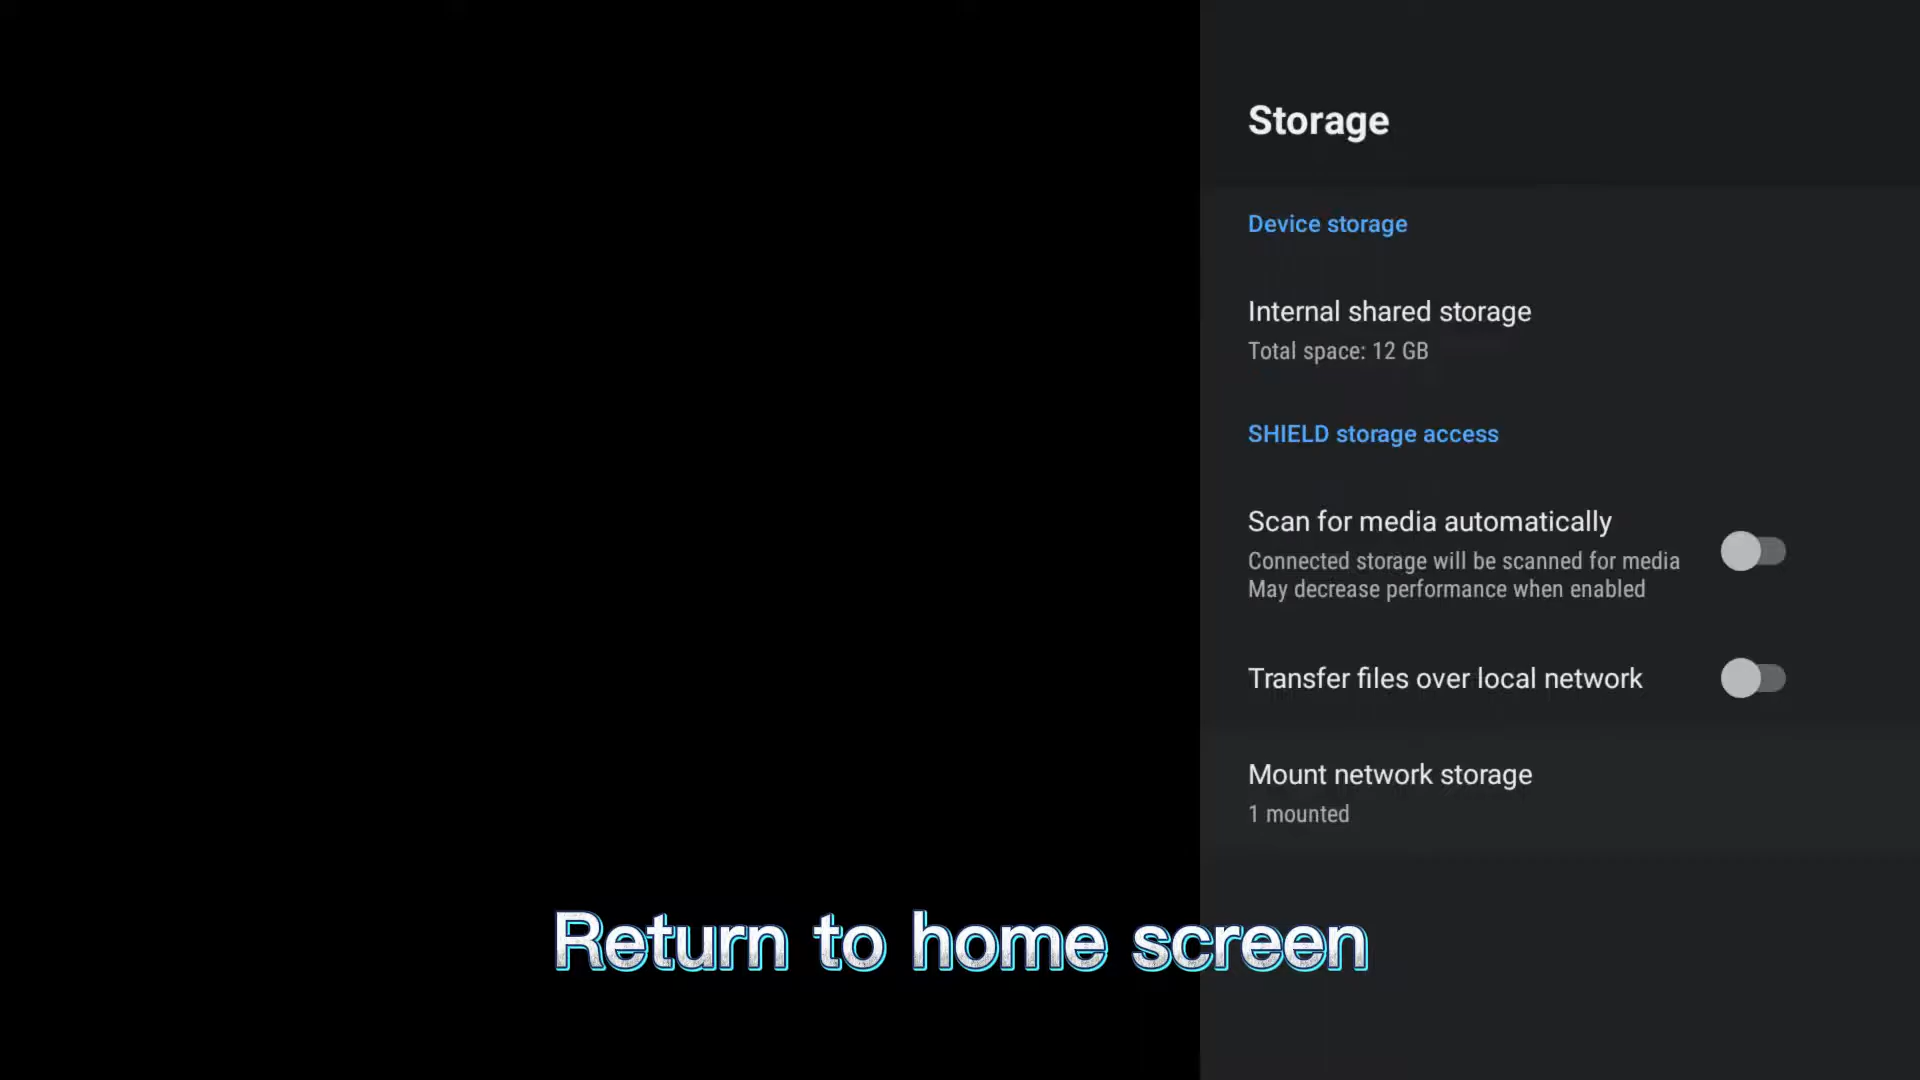 Storage
Device storage
Internal shared storage
Total space: 12 GB
SHIELD storage access
Scan for media automatically
Connected storage will be scanned for media
May decrease performance when enabled
Transfer files over local network
Mount network storage
1 mounted
Return to home screen